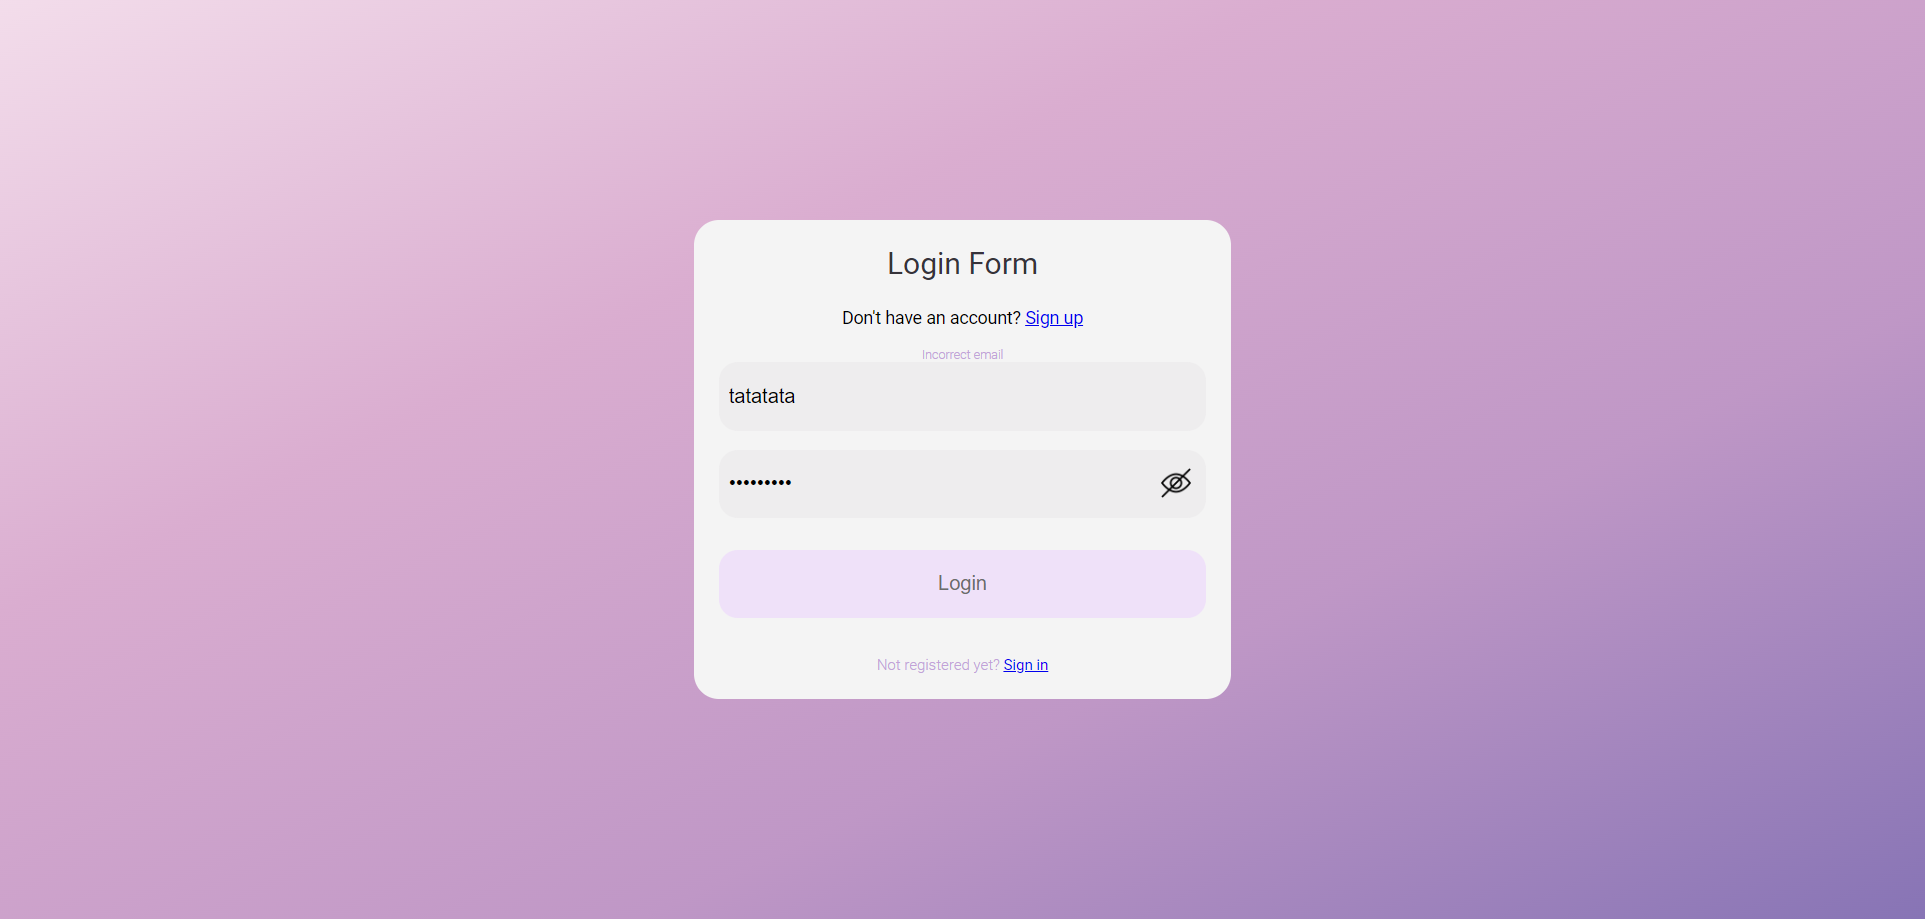 Login Form
Don't have an account? Sign up
Incorrect email
tatatata
•••••••••
Login
Not registered yet? Sign in